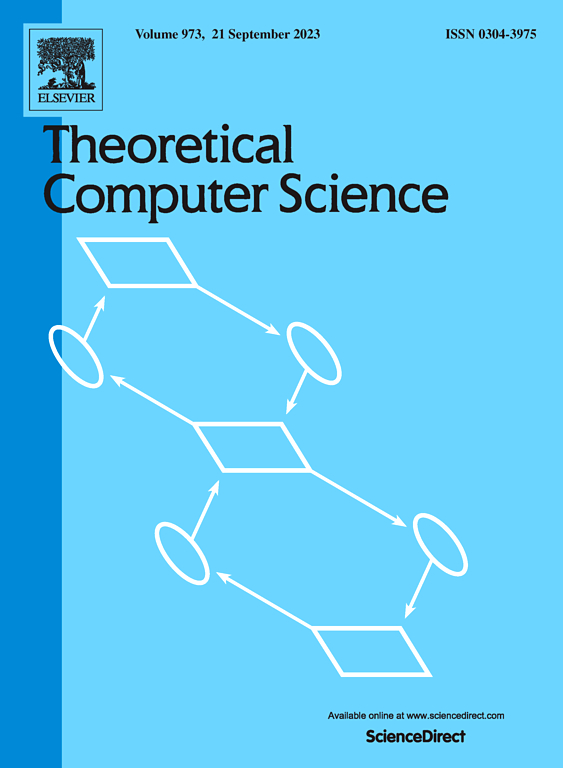 Volume 973, 21 September 2023
ISSN 0304-3975
ELSEVIER
Theoretical
Computer Science
Available online at www.sciencedirect.com
ScienceDirect